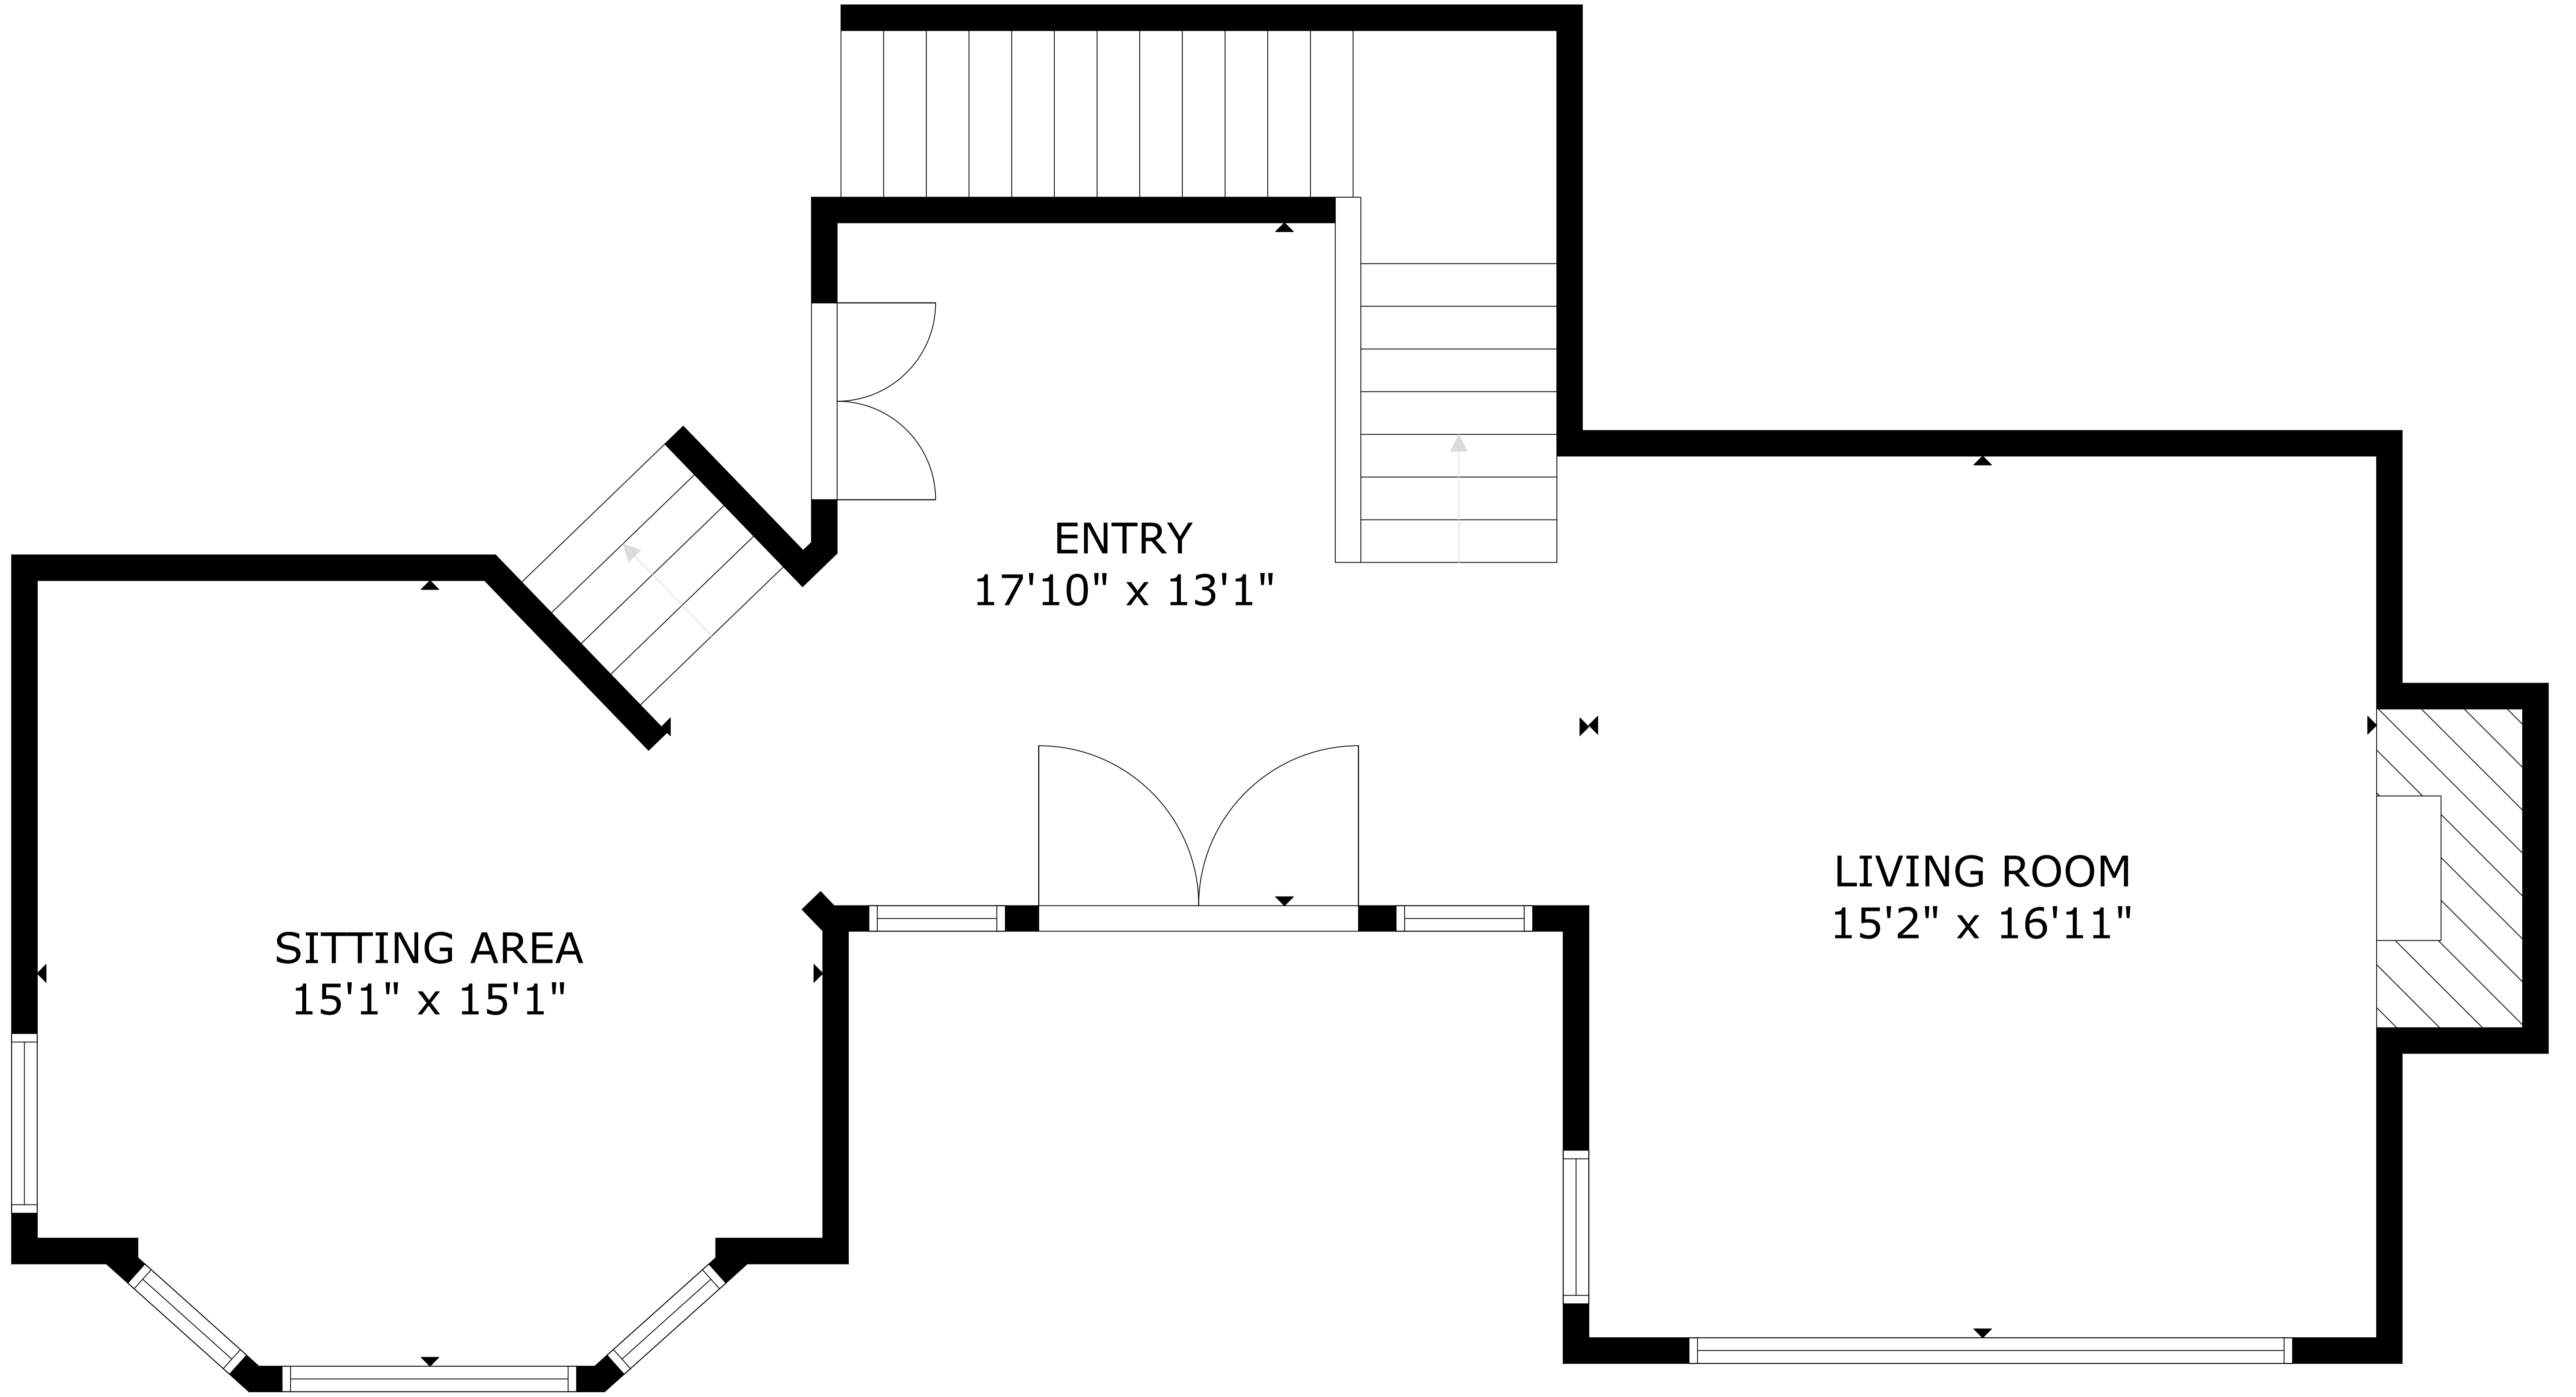 ENTRY
17'10" x 13'1"
LIVING ROOM
15'2" x 16'11"
SITTING AREA
15'1" x 15'1"